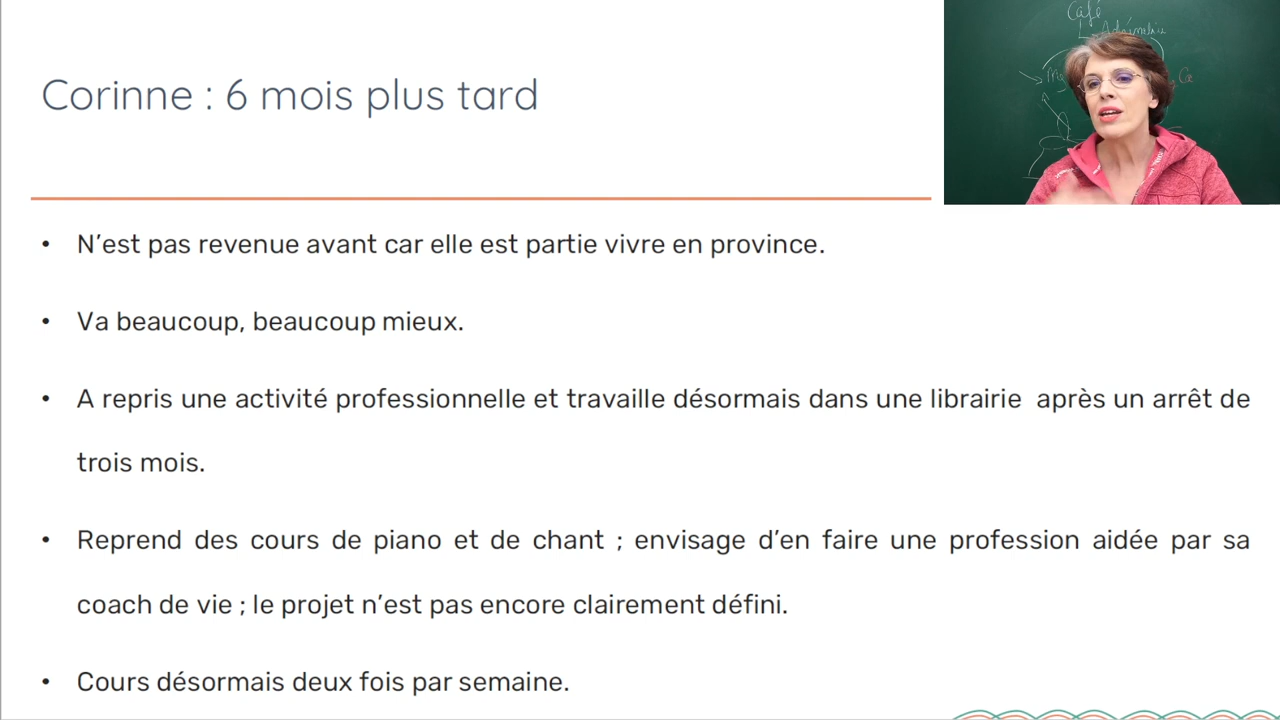 Café
Corinne : 6 mois plus tard
• N’est pas revenue avant car elle est partie vivre en province.
• Va beaucoup, beaucoup mieux.
• A repris une activité professionnelle et travaille désormais dans une librairie  après un arrêt de
trois mois.
• Reprend des cours de piano et de chant ; envisage d’en faire une profession aidée par sa
coach de vie ; le projet n’est pas encore clairement défini.
• Cours désormais deux fois par semaine.